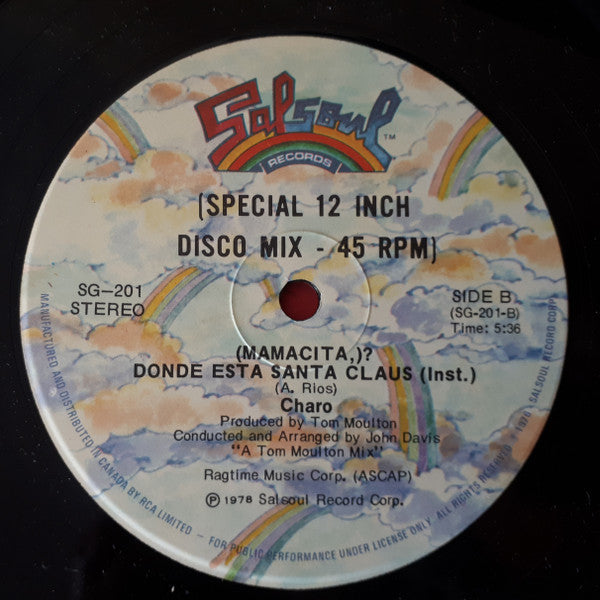 Salsoul
TM
RECORDS
(SPECIAL 12 INCH
DISCO MIX - 45 RPM)
SG-201
STEREO
SIDE B
(SG-201-B)
Time: 5:36
(MAMACITA,)?
DONDE ESTA SANTA CLAUS (Inst.)
(A. Rios)
Charo
Produced by Tom Moulton
Conducted and Arranged by John Davis
"A Tom Moulton Mix"
Ragtime Music Corp. (ASCAP)
Ⓟ 1978 Salsoul Record Corp.
MANUFACTURED AND DISTRIBUTED IN CANADA BY RCA LIMITED – FOR PUBLIC PERFORMANCE UNDER LICENSE ONLY. ALL RIGHTS RESERVED SALSOUL RECORD CORP.